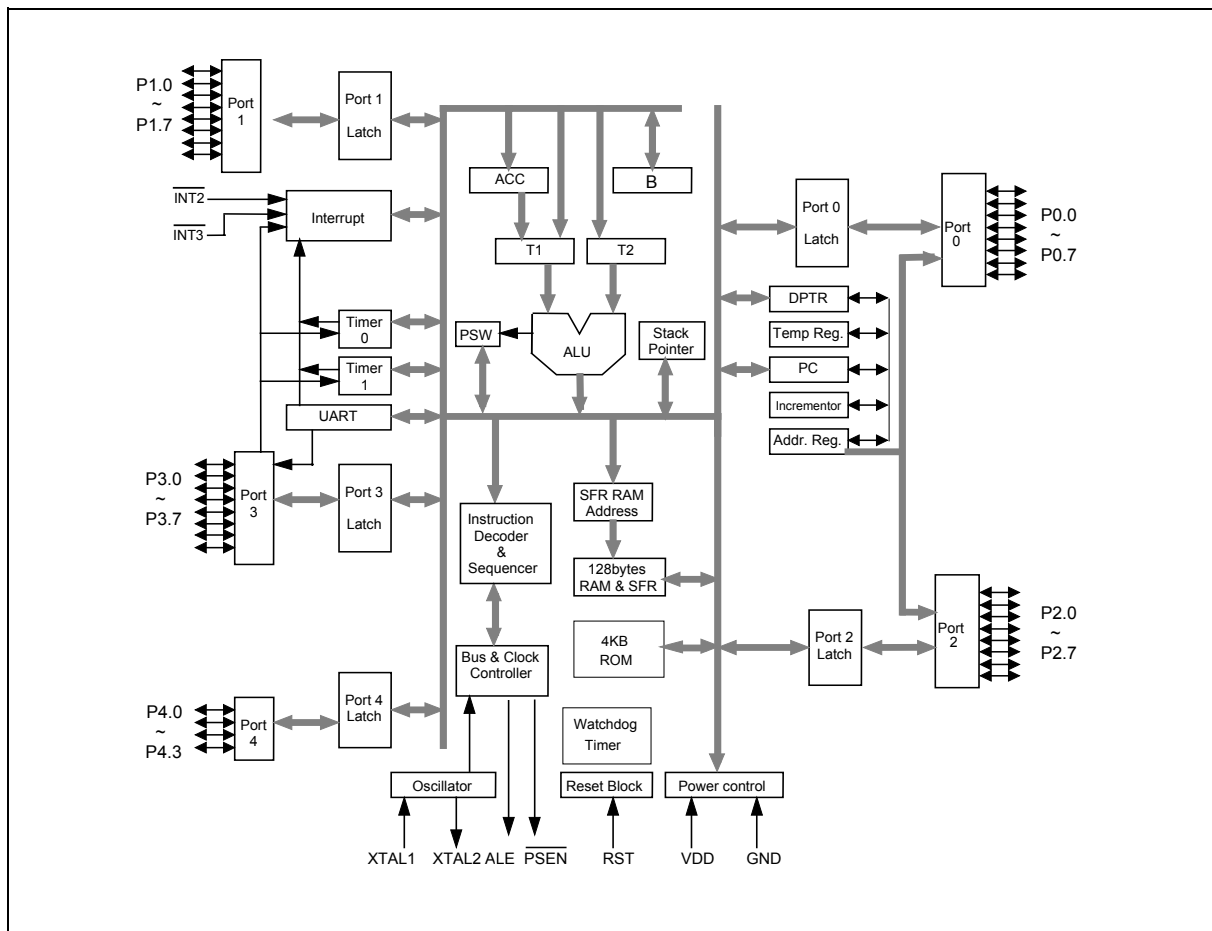 P1.0
~
P1.7
Port
1
Port 1
Latch
INT2
INT3
Interrupt
Timer
0
Timer
1
UART
P3.0
~
P3.7
Port
3
Port 3
Latch
P4.0
~
P4.3
Port
4
Port 4
Latch
ACC
B
T1
T2
PSW
ALU
Stack
Pointer
Instruction
Decoder
&
Sequencer
SFR RAM
Address
128bytes
RAM & SFR
4KB
ROM
Bus & Clock
Controller
Watchdog
Timer
Oscillator
Reset Block
Power control
XTAL1
XTAL2
ALE
PSEN
RST
VDD
GND
Port 0
Latch
Port
0
P0.0
~
P0.7
DPTR
Temp Reg.
PC
Incrementor
Addr. Reg.
Port 2
Latch
Port
2
P2.0
~
P2.7